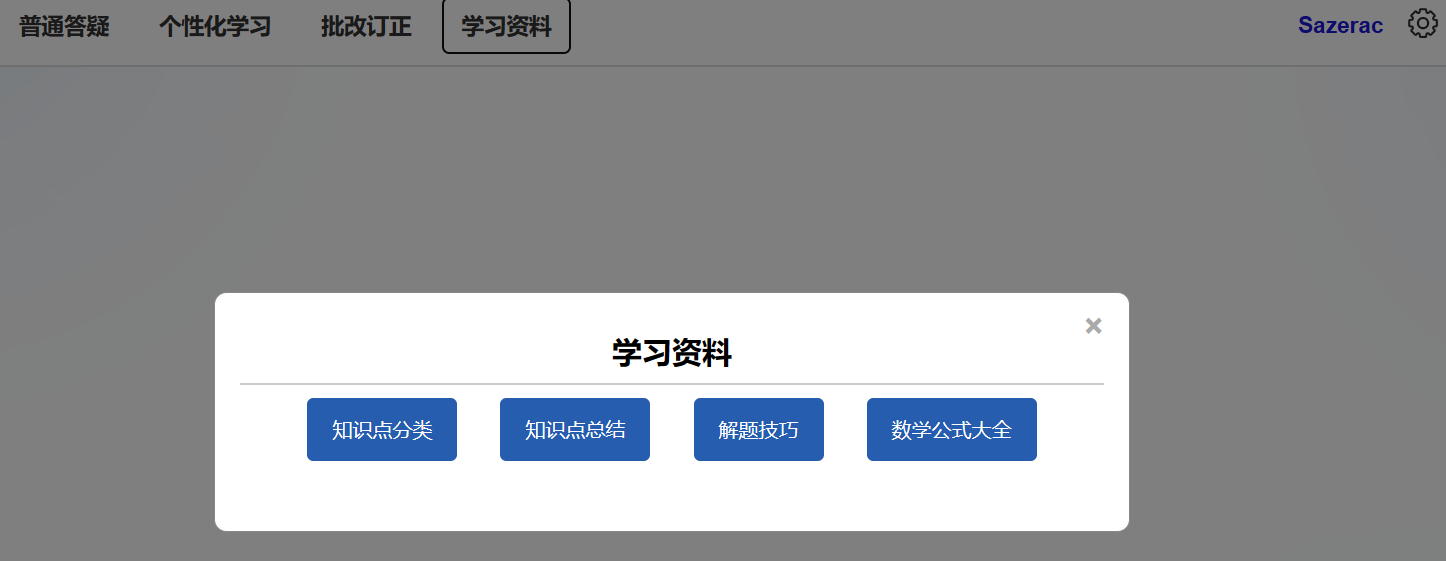 普通答疑 个性化学习 批改订正 学习资料 Sazerac
学习资料 ×
知识点分类 知识点总结 解题技巧 数学公式大全